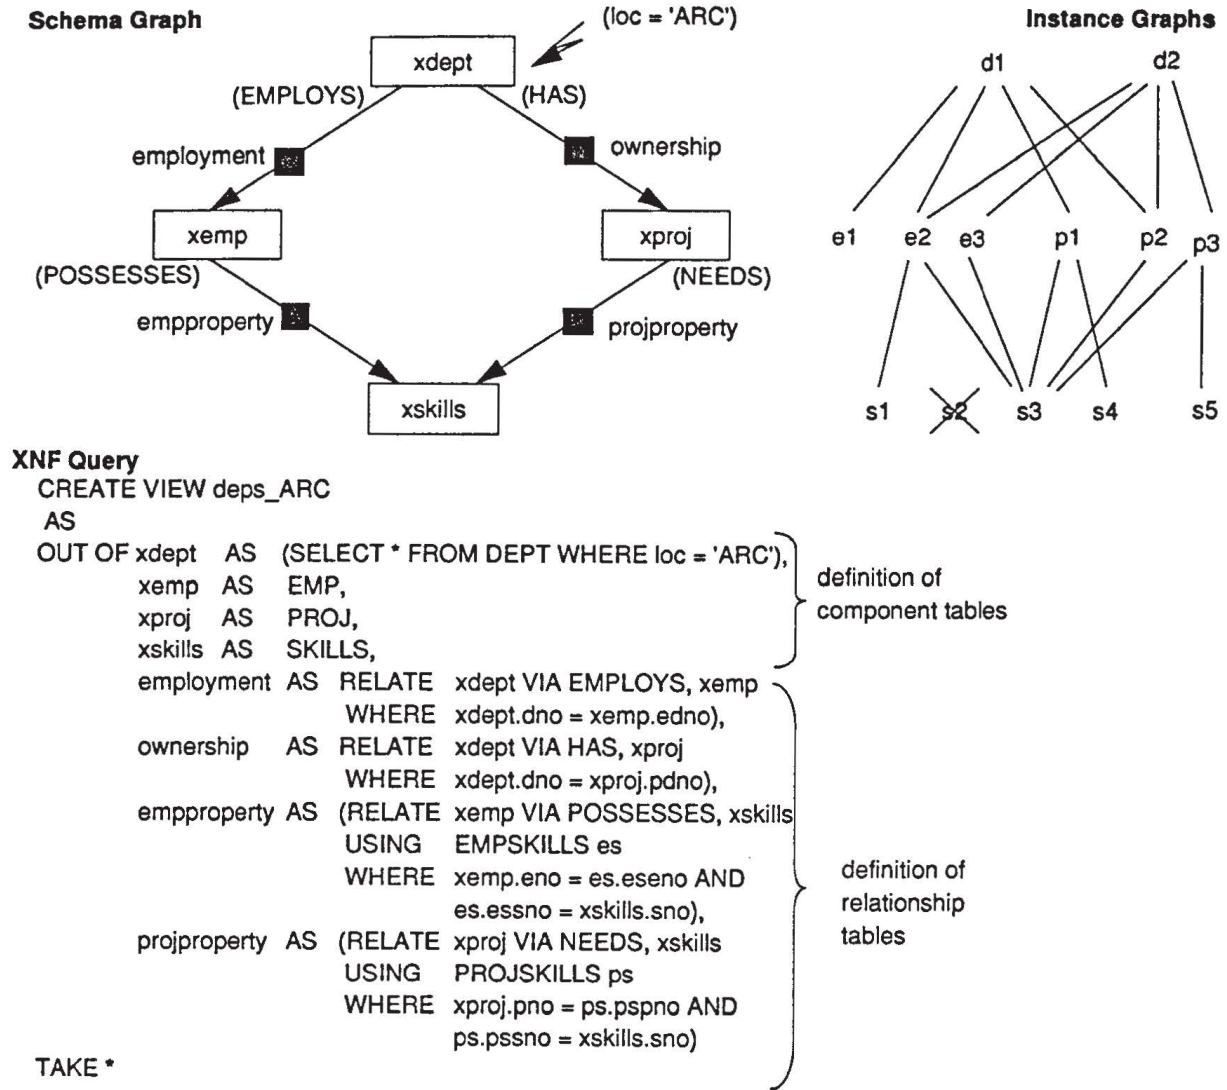 Schema Graph
(loc = 'ARC')
Instance Graphs
xdept
d1 d2
(EMPLOYS) (HAS)
employment ownership
xemp xproj
e1 e2 e3 p1 p2 p3
(POSSESSES) (NEEDS)
empproperty projproperty
xskills
s1 s2 s3 s4 s5
XNF Query
CREATE VIEW deps_ARC
AS
OUT OF xdept AS (SELECT * FROM DEPT WHERE loc = 'ARC'),
xemp AS EMP,
xproj AS PROJ,
xskills AS SKILLS,
definition of
component tables
employment AS RELATE xdept VIA EMPLOYS, xemp
WHERE xdept.dno = xemp.edno),
ownership AS RELATE xdept VIA HAS, xproj
WHERE xdept.dno = xproj.pdno),
empproperty AS (RELATE xemp VIA POSSESSES, xskills
USING EMPSKILLS es
WHERE xemp.eno = es.eseno AND
es.essno = xskills.sno),
projproperty AS (RELATE xproj VIA NEEDS, xskills
USING PROJSKILLS ps
WHERE xproj.pno = ps.pspno AND
ps.pssno = xskills.sno)
definition of
relationship
tables
TAKE *